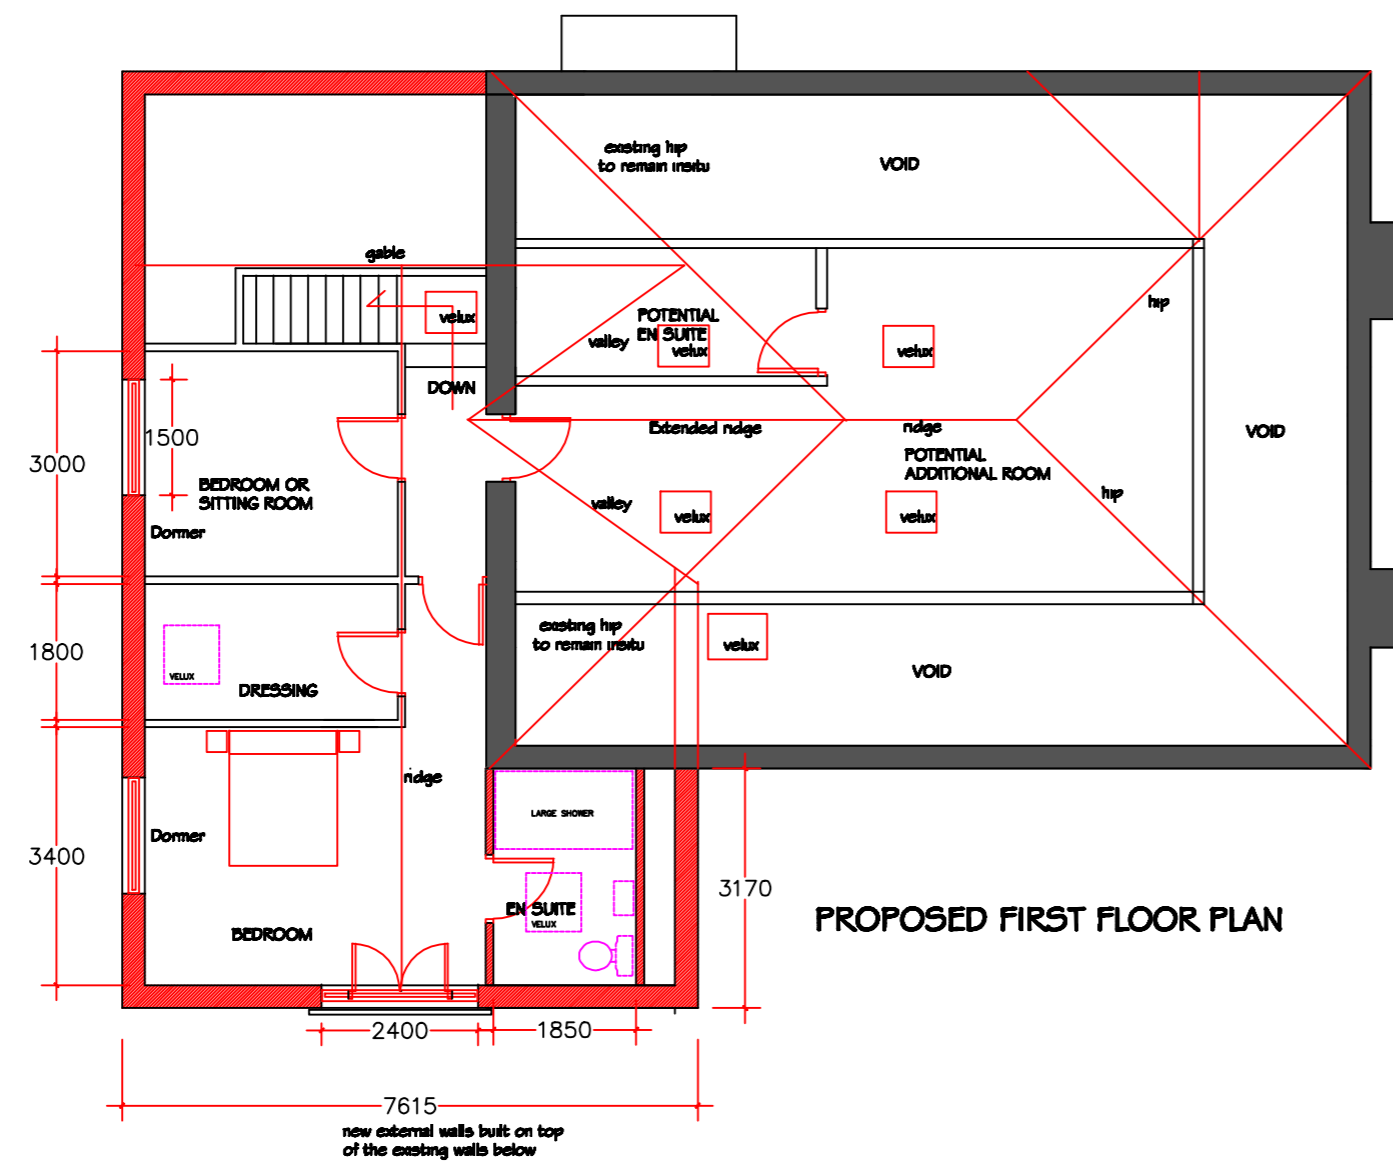 existing hip
to remain insitu
VOID
gable
velux
POTENTIAL
EN SUITE
velux
valley
velux
hip
DOWN
1500
3000
BEDROOM OR
SITTING ROOM
Dormer
Extended ridge
ridge
POTENTIAL
ADDITIONAL ROOM
VOID
hip
valley
velux
velux
existing hip
to remain insitu
velux
VOID
1800
VELUX
DRESSING
ridge
Dormer
3400
BEDROOM
LARGE SHOWER
EN SUITE
VELUX
3170
PROPOSED FIRST FLOOR PLAN
2400
1850
7615
new external walls built on top
of the existing walls below